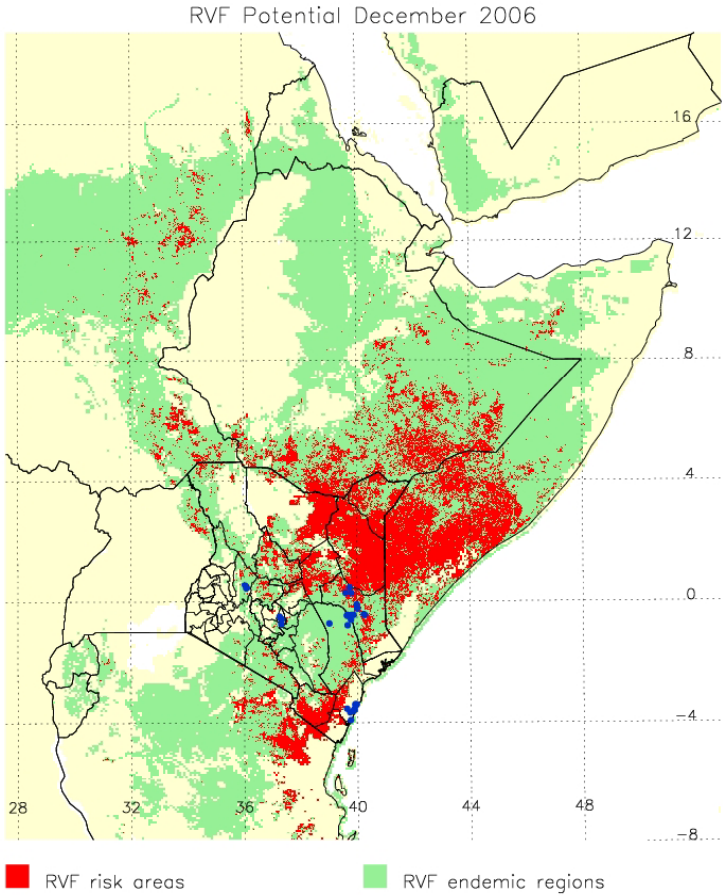 RVF Potential December 2006
16
12
8
4
0
-4
28 32 36 40 44 48
-8
RVF risk areas RVF endemic regions